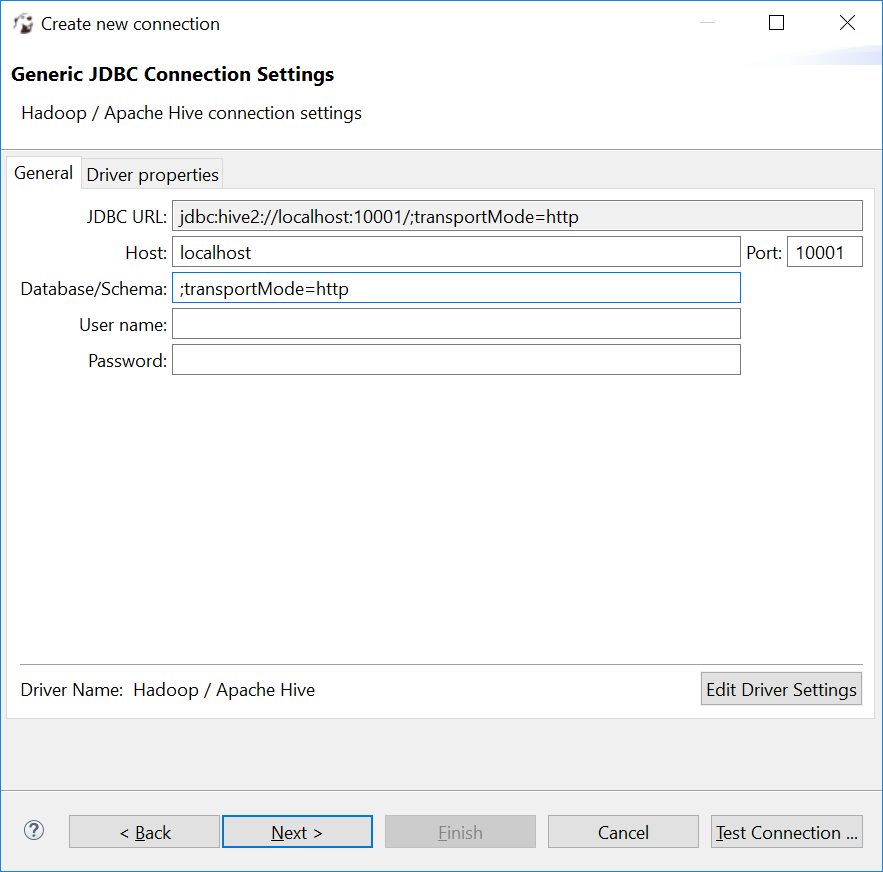 Create new connection
Generic JDBC Connection Settings
Hadoop / Apache Hive connection settings
General Driver properties
JDBC URL: jdbc:hive2://localhost:10001/;transportMode=http
Host: localhost Port: 10001
Database/Schema: ;transportMode=http
User name:
Password:
Driver Name: Hadoop / Apache Hive Edit Driver Settings
? < Back Next > Finish Cancel Test Connection ...